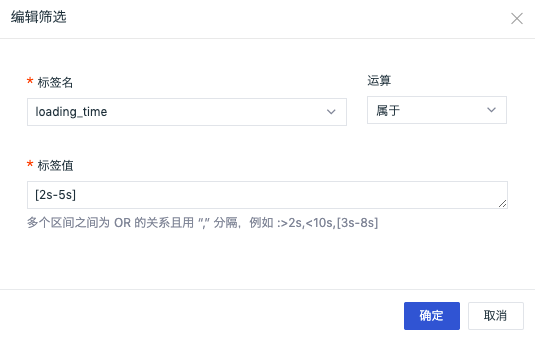 编辑筛选
* 标签名
运算
loading_time
属于
* 标签值
[2s-5s]
多个区间之间为 OR 的关系且用 “,” 分隔，例如 :>2s,<10s,[3s-8s]
确定
取消